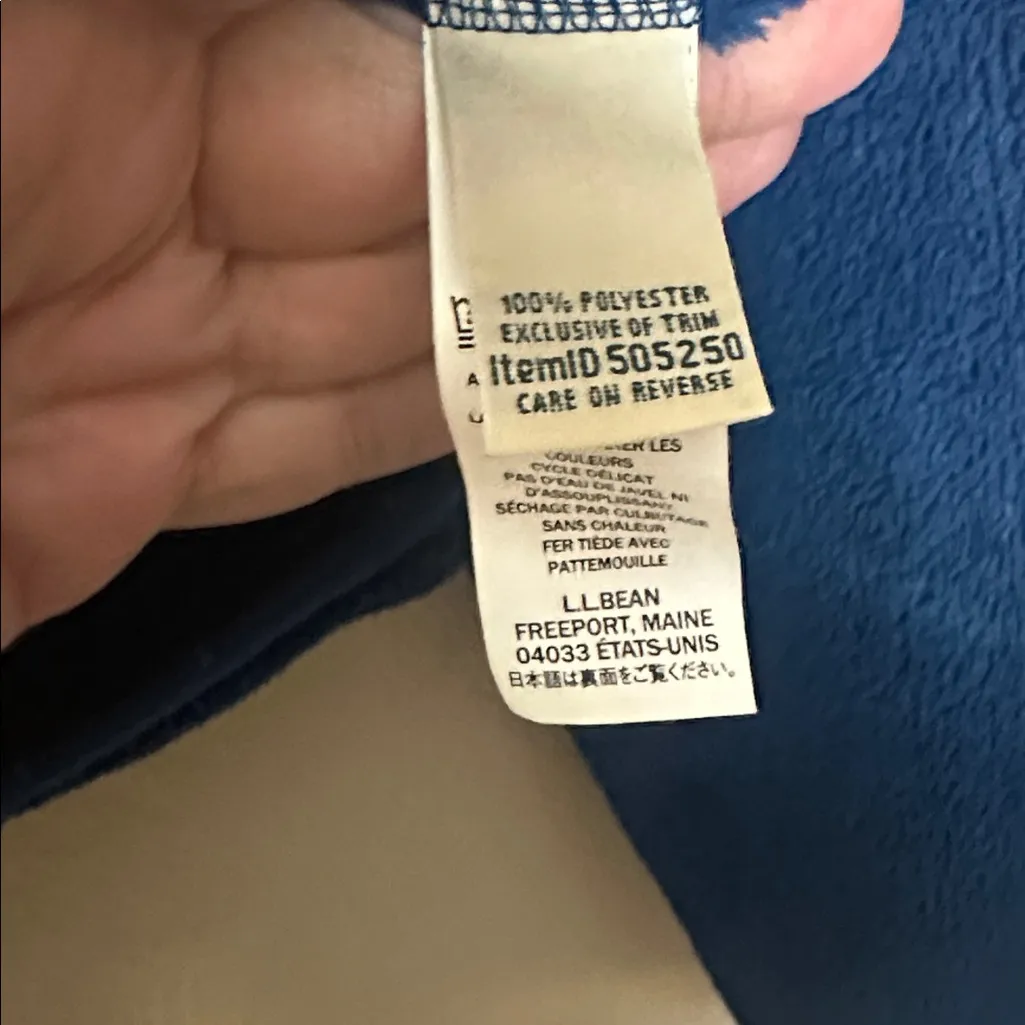 100% POLYESTER
EXCLUSIVE OF TRIM
ItemID 505250
CARE ON REVERSE
LES
COULEURS
CYCLE DÉLICAT
PAS D'EAU DE JAVEL NI
D'ASSOUPLISSANT
SÉCHAGE PAR CULBUTAGE
SANS CHALEUR
FER TIÈDE AVEC
PATTEMOUILLE
L.L.BEAN
FREEPORT, MAINE
04033 ÉTATS-UNIS
日本語は裏面をご覧ください。